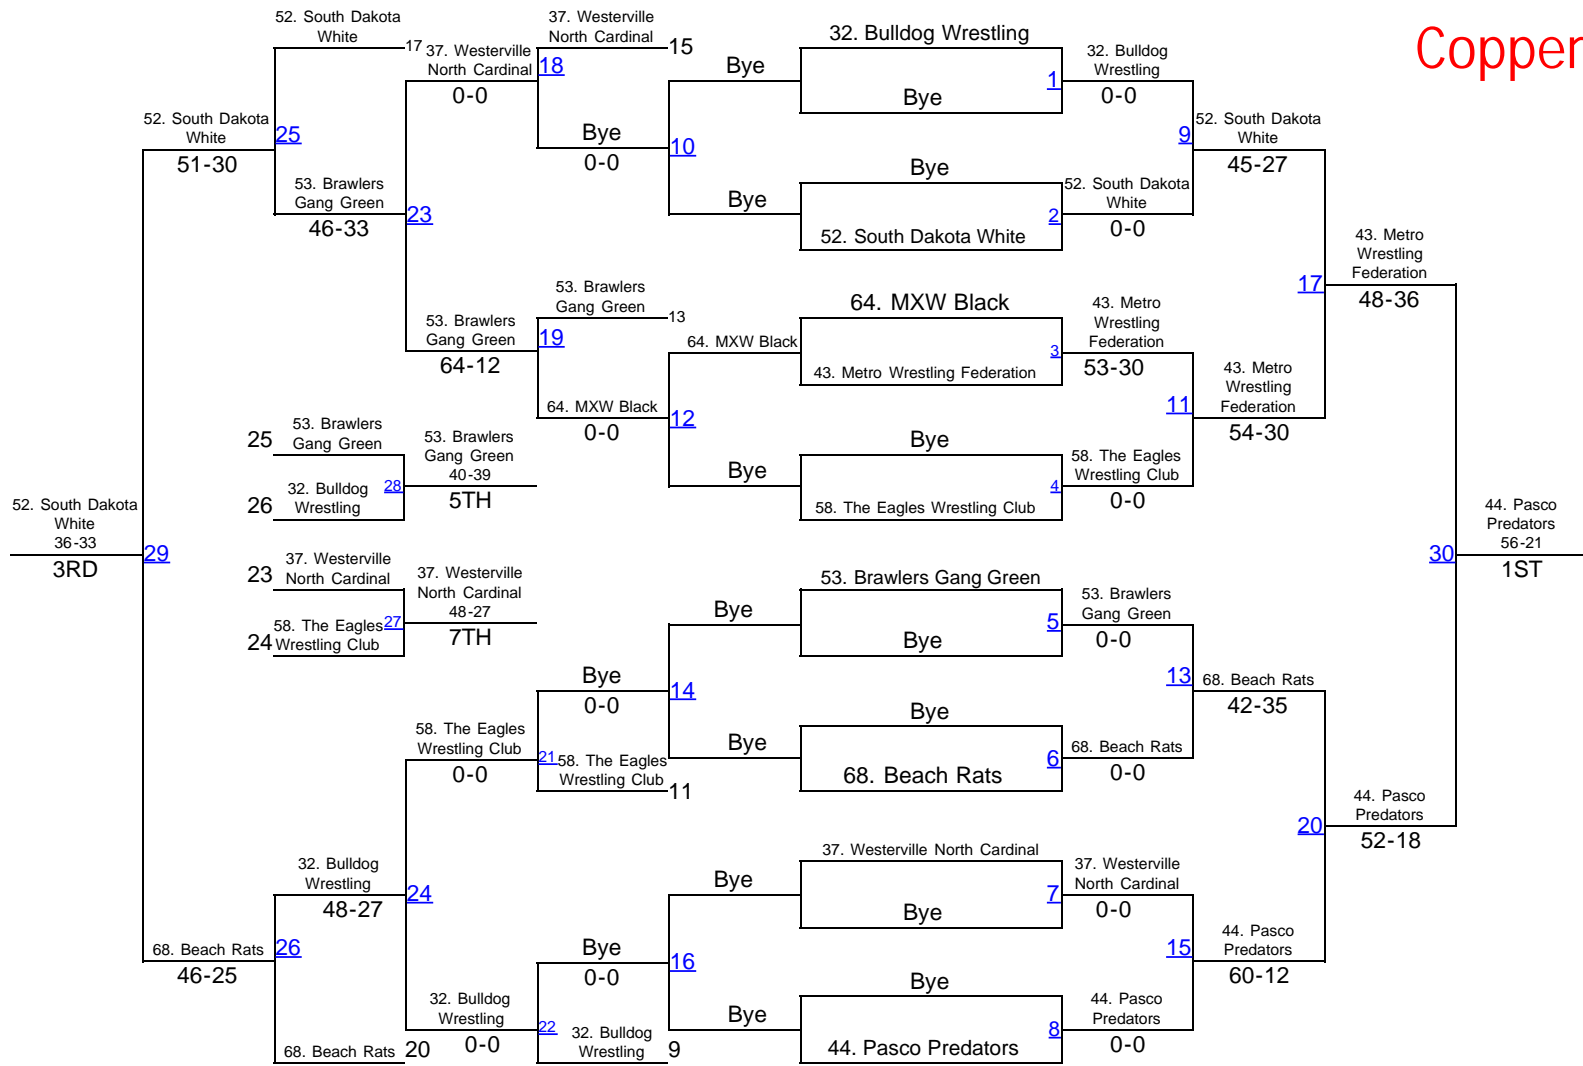 Copper
52. South Dakota
White
17
37. Westerville
North Cardinal
0-0
18
37. Westerville
North Cardinal
15
Bye
0-0
10
Bye
Bye
32. Bulldog Wrestling
Bye
1
32. Bulldog
Wrestling
0-0
9
52. South Dakota
White
45-27
Bye
52. South Dakota White
2
52. South Dakota
White
0-0
52. South Dakota
White
51-30
25
53. Brawlers
Gang Green
46-33
23
53. Brawlers
Gang Green
64-12
19
53. Brawlers
Gang Green
13
64. MXW Black
0-0
12
64. MXW Black
Bye
64. MXW Black
43. Metro Wrestling Federation
3
43. Metro
Wrestling
Federation
53-30
11
43. Metro
Wrestling
Federation
54-30
17
43. Metro
Wrestling
Federation
48-36
Bye
58. The Eagles Wrestling Club
4
58. The Eagles
Wrestling Club
0-0
25
53. Brawlers
Gang Green
26
32. Bulldog
Wrestling
28
53. Brawlers
Gang Green
40-39
5TH
52. South Dakota
White
36-33
3RD
29
23
37. Westerville
North Cardinal
24
58. The Eagles
Wrestling Club
27
37. Westerville
North Cardinal
48-27
7TH
30
44. Pasco
Predators
56-21
1ST
53. Brawlers Gang Green
Bye
5
53. Brawlers
Gang Green
0-0
Bye
14
Bye
Bye
0-0
58. The Eagles
Wrestling Club
0-0
21
58. The Eagles
Wrestling Club
11
Bye
68. Beach Rats
6
68. Beach Rats
0-0
13
68. Beach Rats
42-35
20
44. Pasco
Predators
52-18
32. Bulldog
Wrestling
48-27
24
37. Westerville North Cardinal
Bye
7
37. Westerville
North Cardinal
0-0
Bye
16
Bye
Bye
0-0
15
44. Pasco
Predators
60-12
68. Beach Rats
46-25
26
32. Bulldog
Wrestling
0-0
22
32. Bulldog
Wrestling
9
Bye
44. Pasco Predators
8
44. Pasco
Predators
0-0
68. Beach Rats
20